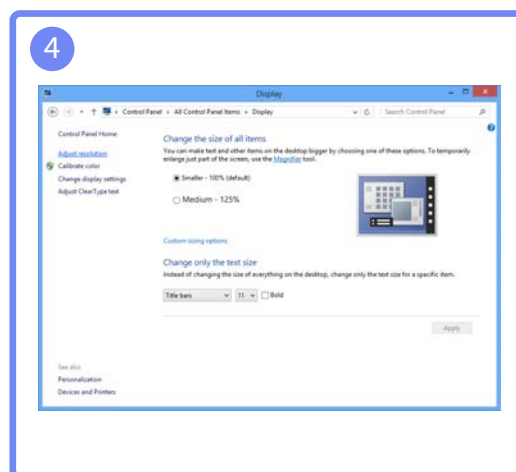 4
Display
Control Panel ▸ All Control Panel Items ▸ Display
Search Control Panel
Control Panel Home
Adjust resolution
Calibrate color
Change display settings
Adjust ClearType text
Change the size of all items
You can make text and other items on the desktop bigger by choosing one of these options. To temporarily
enlarge just part of the screen, use the Magnifier tool.
Smaller - 100% (default)
Medium - 125%
Custom sizing options
Change only the text size
Instead of changing the size of everything on the desktop, change only the text size for a specific item.
Title bars 11 Bold
Apply
See also
Personalization
Devices and Printers